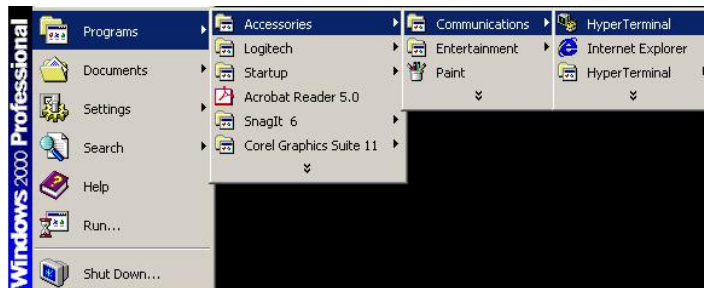 Windows 2000 Professional
Programs
Documents
Settings
Search
Help
Run...
Shut Down...
Accessories
Logitech
Startup
Acrobat Reader 5.0
SnagIt 6
Corel Graphics Suite 11
Communications
Entertainment
Paint
HyperTerminal
Internet Explorer
HyperTerminal